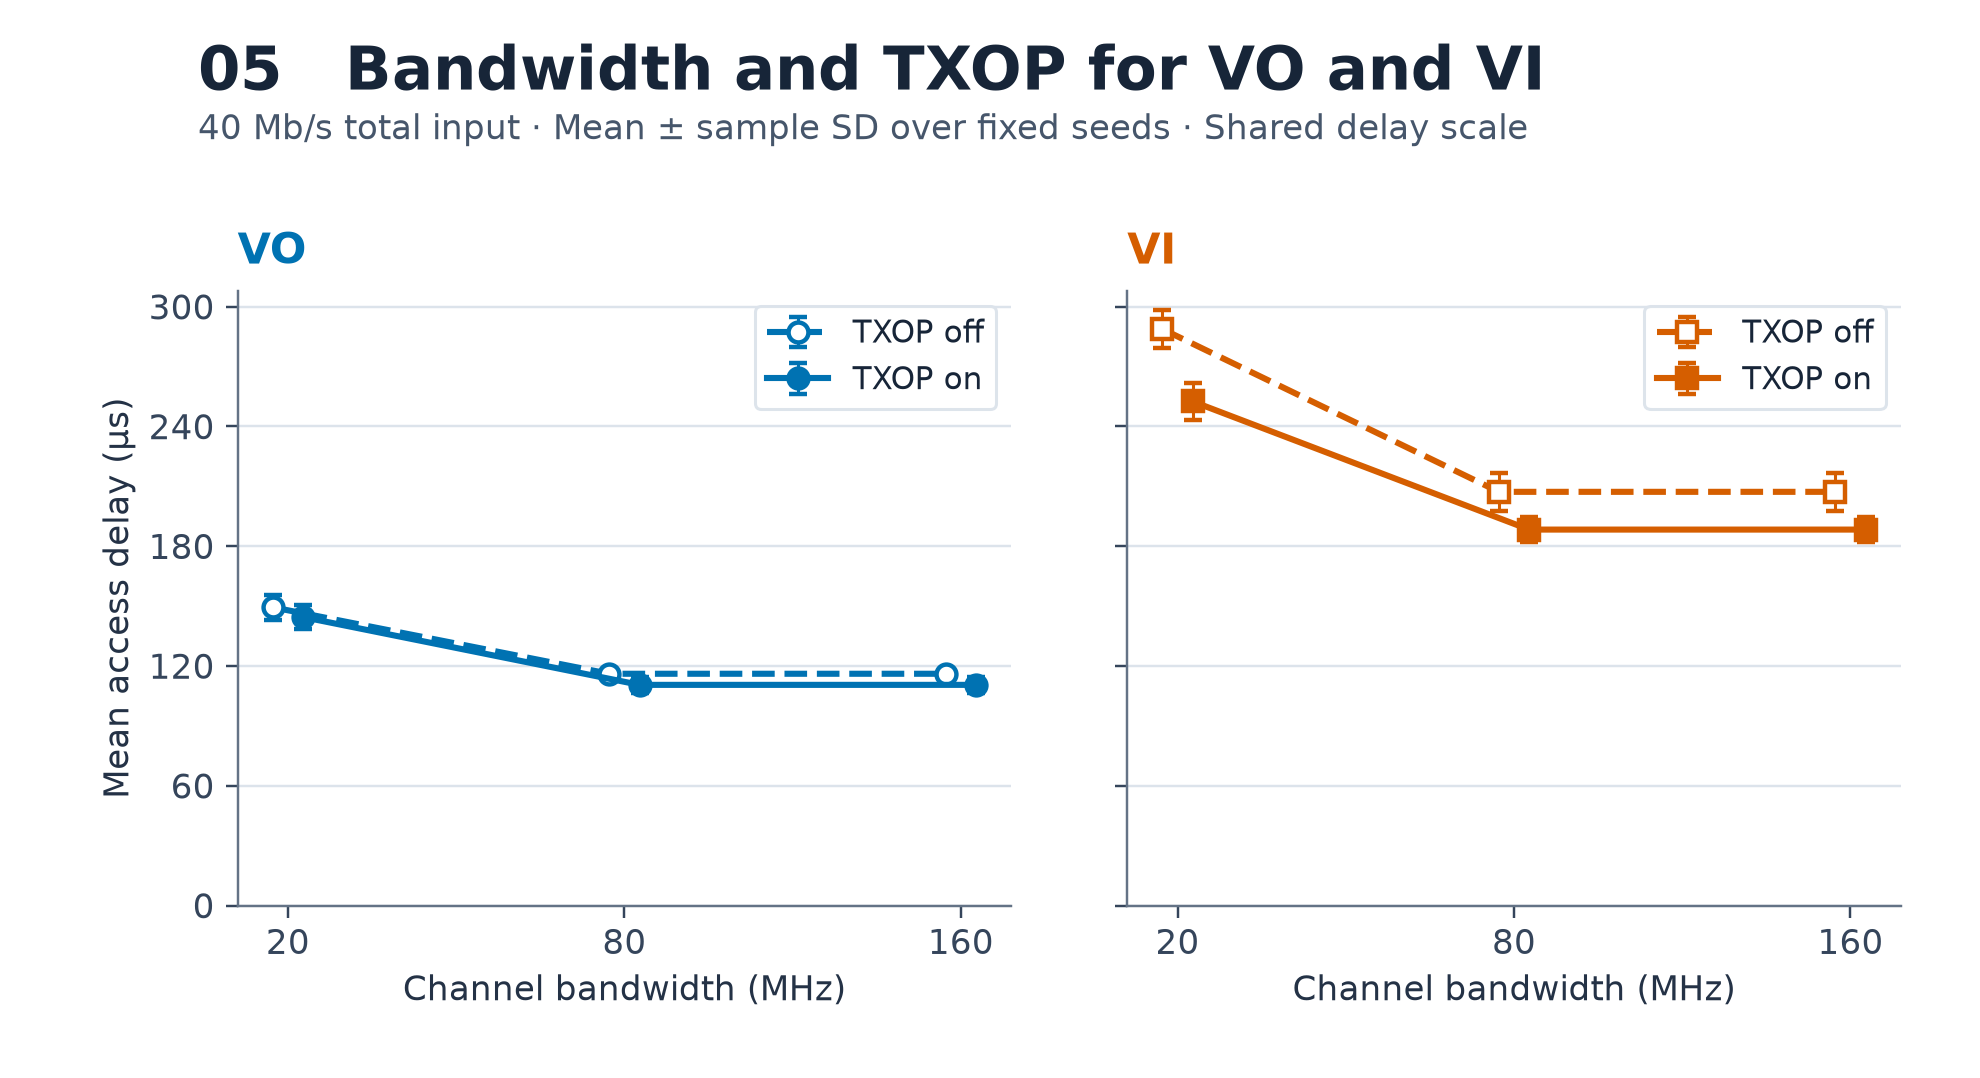 05 Bandwidth and TXOP for VO and VI
40 Mb/s total input · Mean ± sample SD over fixed seeds · Shared delay scale
VO
Mean access delay (µs)
300
240
180
120
60
0
TXOP off
TXOP on
20 80 160
Channel bandwidth (MHz)
VI
TXOP off
TXOP on
20 80 160
Channel bandwidth (MHz)